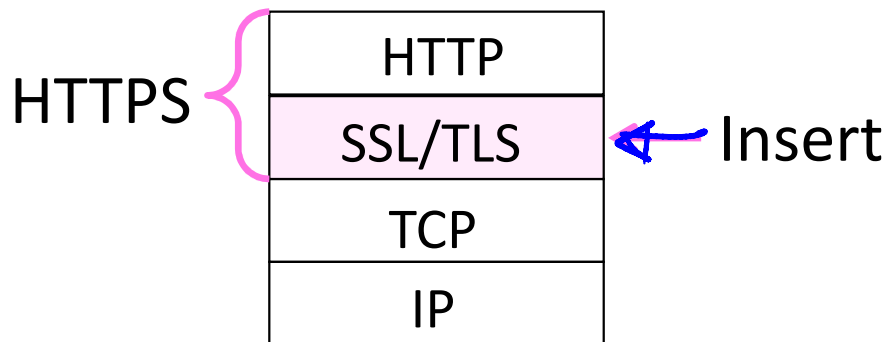 HTTP
HTTPS
SSL/TLS
Insert
TCP
IP